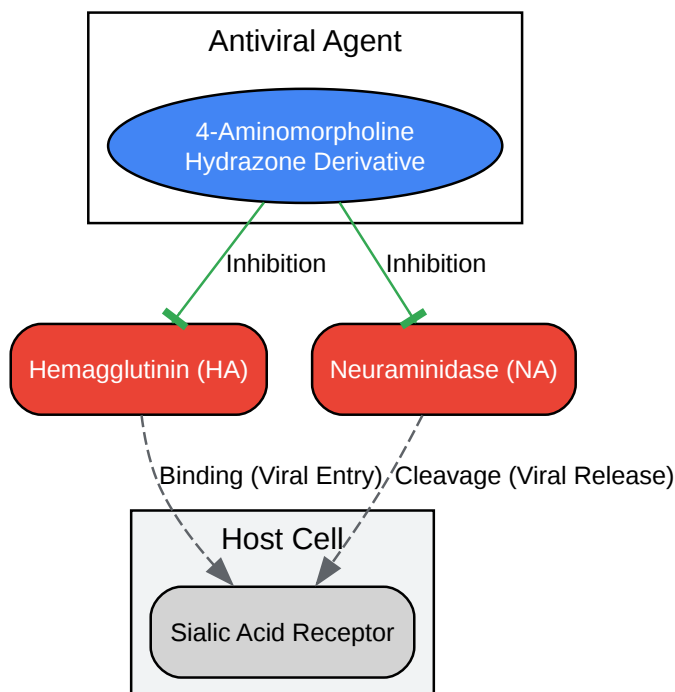 Antiviral Agent
4-Aminomorpholine
Hydrazone Derivative
Inhibition
Inhibition
Hemagglutinin (HA)
Neuraminidase (NA)
Binding (Viral Entry)
Cleavage (Viral Release)
Host Cell
Sialic Acid Receptor